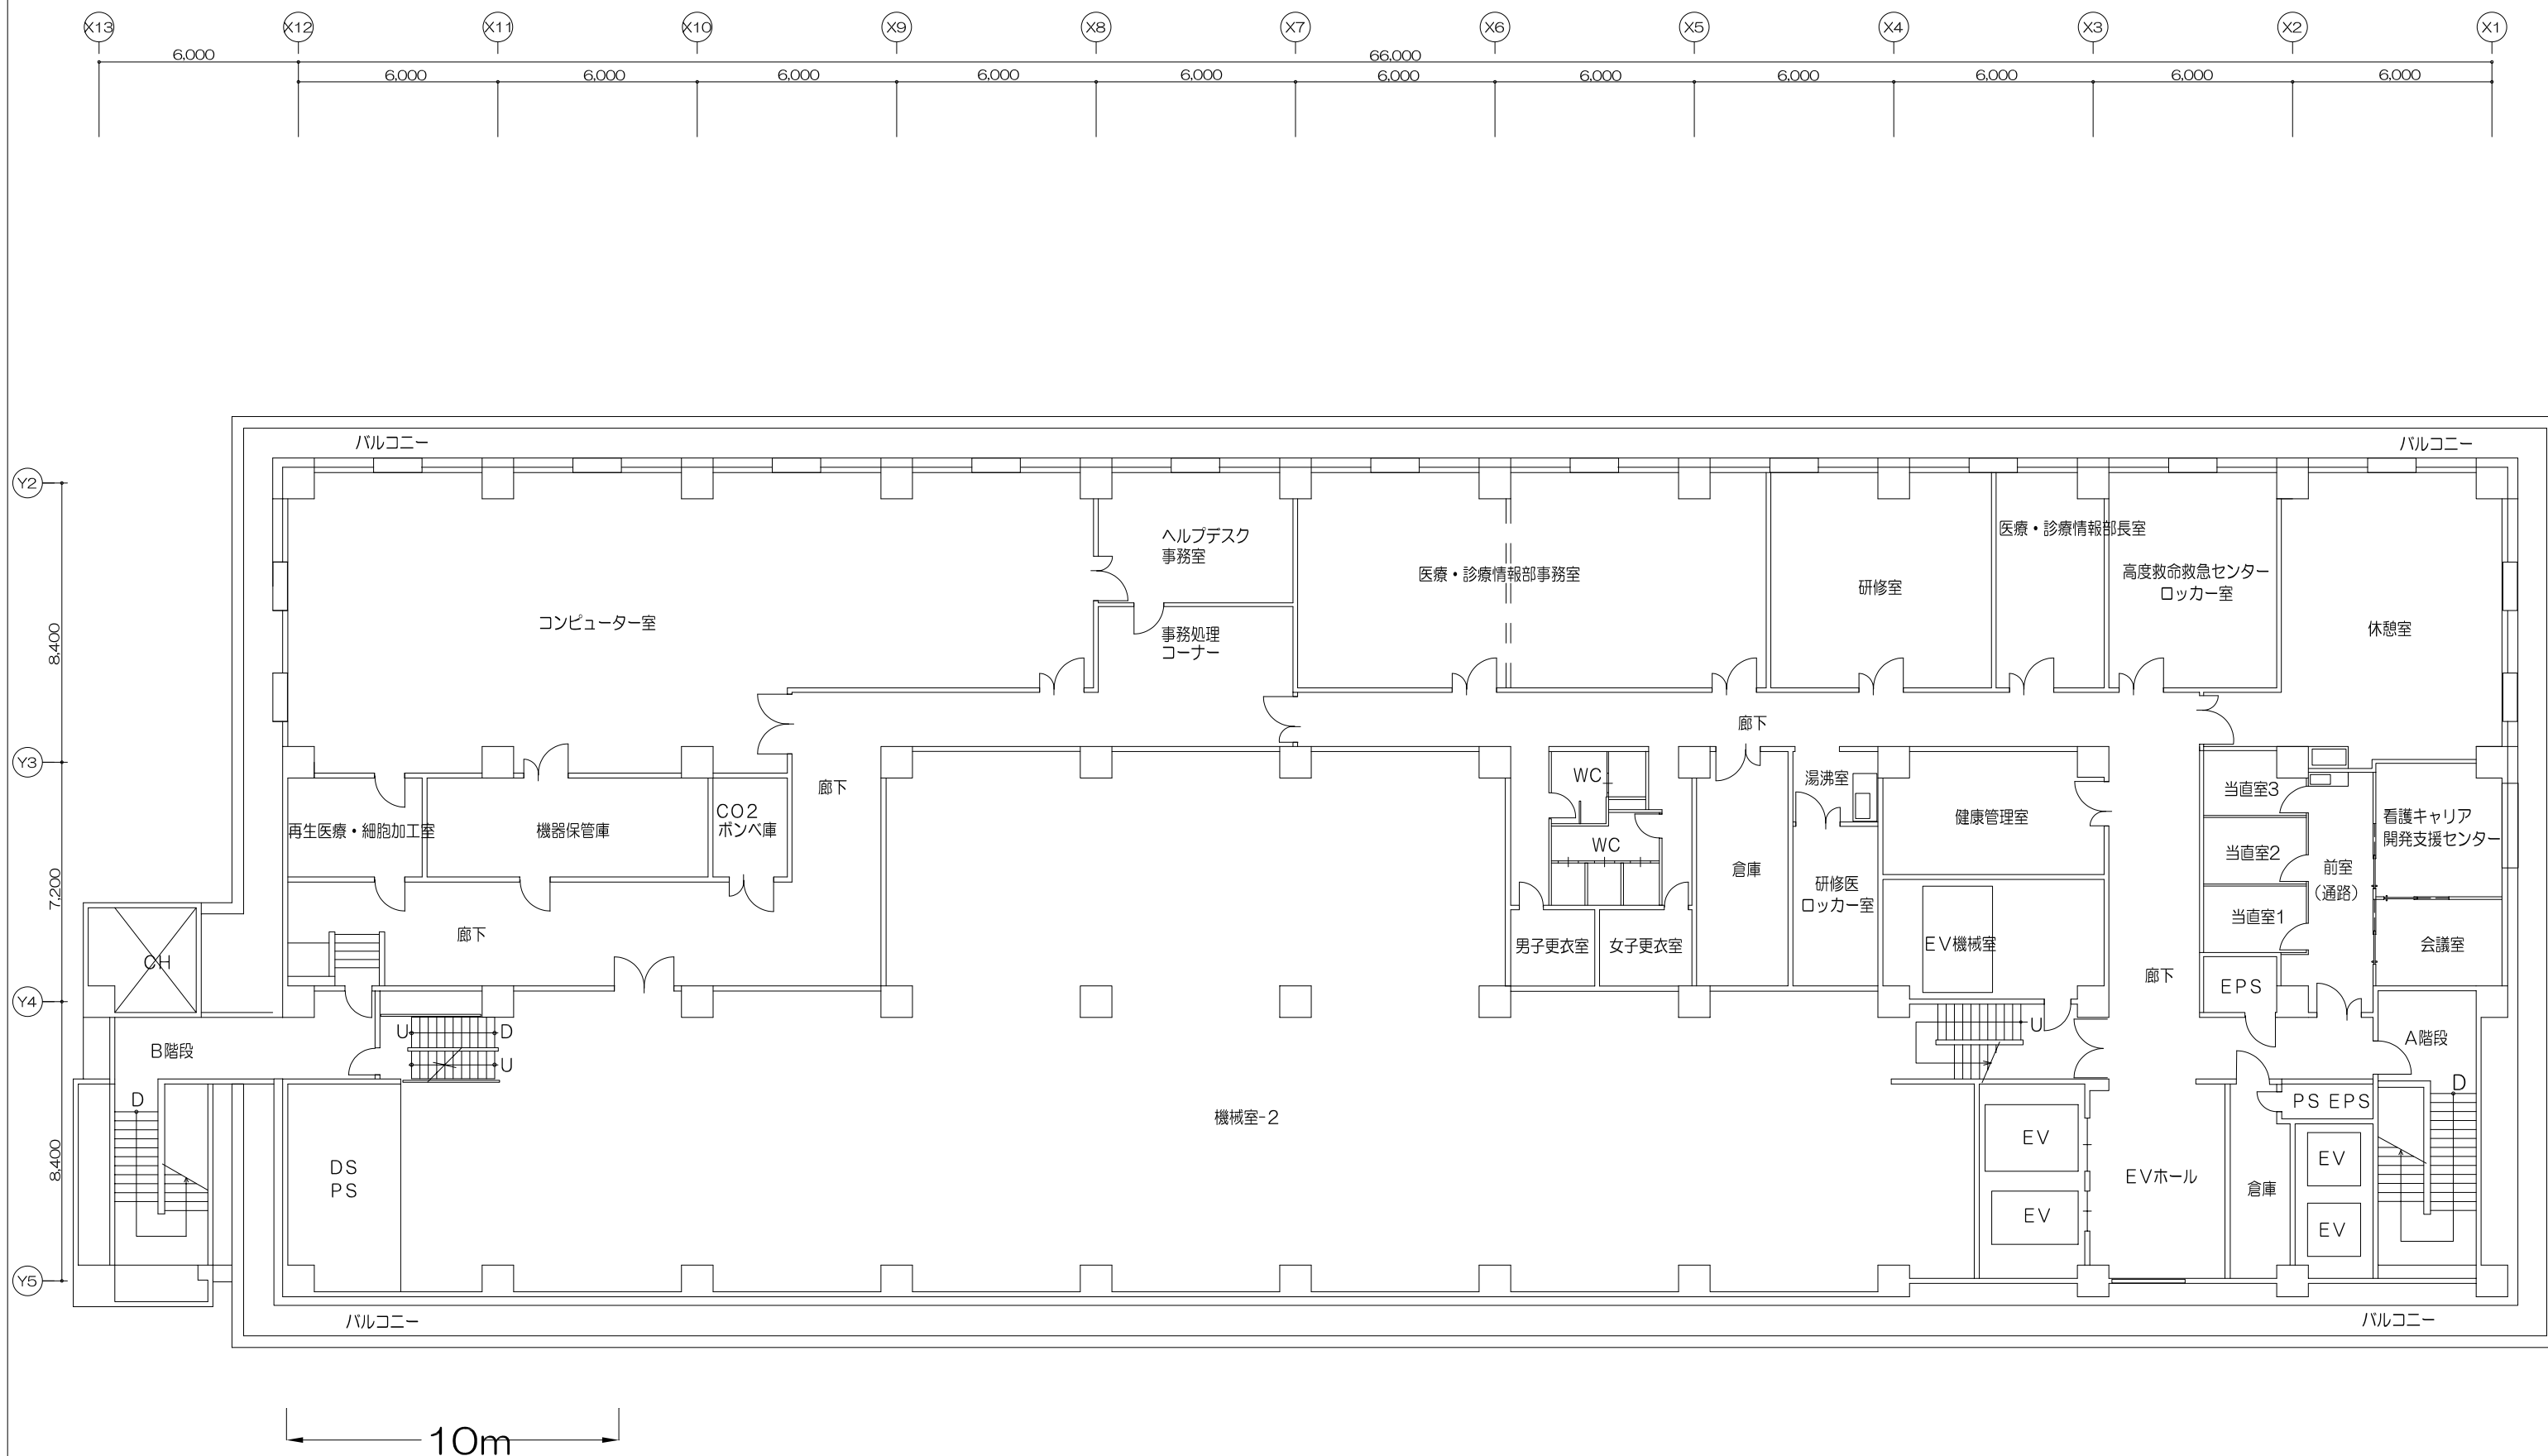 X13 X12 X11 X10 X9 X8 X7 X6 X5 X4 X3 X2 X1
6,000 66,000
6,000 6,000 6,000 6,000 6,000 6,000 6,000 6,000 6,000 6,000 6,000
バルコニー バルコニー
Y2
ヘルプデスク
事務室
医療・診療情報部長室
医療・診療情報部事務室
研修室
高度救命救急センター
ロッカー室
コンピューター室
休憩室
事務処理
コーナー
8,400
廊下
Y3
廊下
WC
湯沸室
当直室3
再生医療・細胞加工室
機器保管庫
CO2
ボンベ庫
健康管理室
看護キャリア
開発支援センター
WC
当直室2
倉庫
前室
(通路)
7,200
研修医
ロッカー室
当直室1
廊下
男子更衣室
女子更衣室
EV機械室
会議室
CH
廊下
EPS
Y4
U D
U
U
B階段
A階段
D
D
PS EPS
機械室-2
EV
EV
DS
PS
EVホール
8,400
倉庫
EV
EV
Y5
バルコニー バルコニー
10m